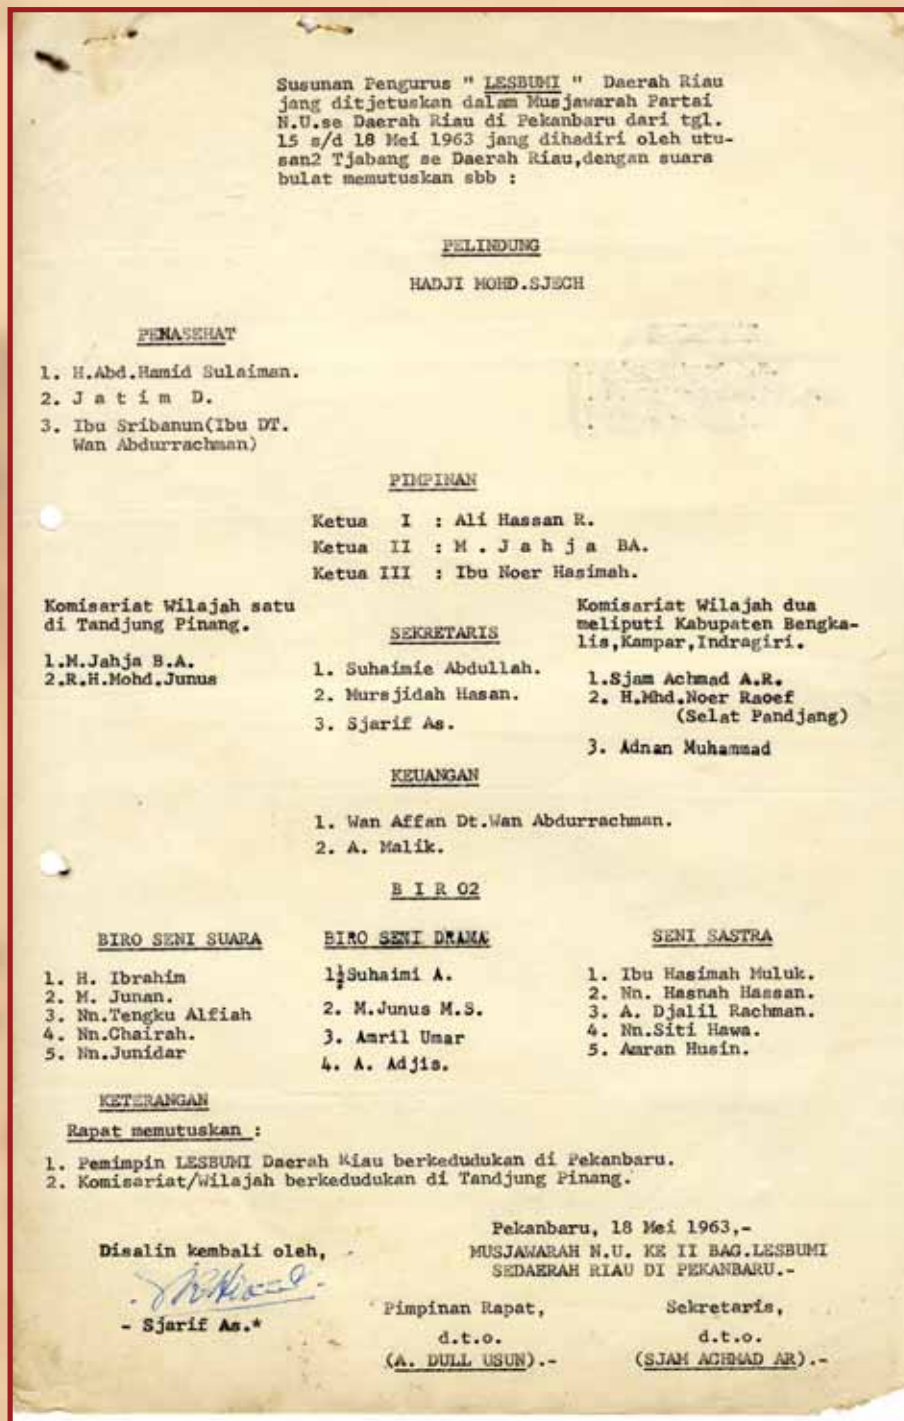 Susunan Pengurus " LESBUMI " Daerah Riau
jang ditjetuskan dalam Musjawarah Partai
N.U.se Daerah Riau di Pekanbaru dari tgl.
15 s/d 18 Mei 1963 jang dihadiri oleh utu-
san2 Tjabang se Daerah Riau,dengan suara
bulat memutuskan sbb :
PELINDUNG
HADJI MOHD.SJECH
PENASEHAT
1. H.Abd.Hamid Sulaiman.
2. J a t i m D.
3. Ibu Sribanun(Ibu DT.
Wan Abdurrachman)
PIMPINAN
Ketua I : Ali Hassan R.
Ketua II : M . J a h j a BA.
Ketua III : Ibu Noer Hasimah.
Komisariat Wilajah satu
di Tandjung Pinang.
1.M.Jahja B.A.
2.R.H.Mohd.Junus
SEKRETARIS
1. Suhaimie Abdullah.
2. Mursjidah Hasan.
3. Sjarif As.
Komisariat Wilajah dua
meliputi Kabupaten Bengka-
lis,Kampar,Indragiri.
1.Sjam Achmad A.R.
2. H.Mhd.Noer Raoef
(Selat Pandjang)
3. Adnan Muhammad
KEUANGAN
1. Wan Affan Dt.Wan Abdurrachman.
2. A. Malik.
B I R O2
BIRO SENI SUARA
1. H. Ibrahim
2. M. Junan.
3. Nn.Tengku Alfiah
4. Nn.Chairah.
5. Nn.Junidar
BIRO SENI DRAMA
1.Suhaimi A.
2. M.Junus M.S.
3. Amril Umar
4. A. Adjis.
SENI SASTRA
1. Ibu Hasimah Muluk.
2. Nn. Hasnah Hassan.
3. A. Djalil Rachman.
4. Nn.Siti Hawa.
5. Amran Husin.
KETERANGAN
Rapat memutuskan :
1. Pemimpin LESBUMI Daerah Riau berkedudukan di Pekanbaru.
2. Komisariat/Wilajah berkedudukan di Tandjung Pinang.
Pekanbaru, 18 Mei 1963,-
MUSJAWARAH N.U. KE II BAG.LESBUMI
SEDAERAH RIAU DI PEKANBARU.-
Disalin kembali oleh,
- Sjarif As.*
Pimpinan Rapat,
d.t.o.
(A. DULL USUN).-
Sekretaris,
d.t.o.
(SJAM ACHMAD AR).-